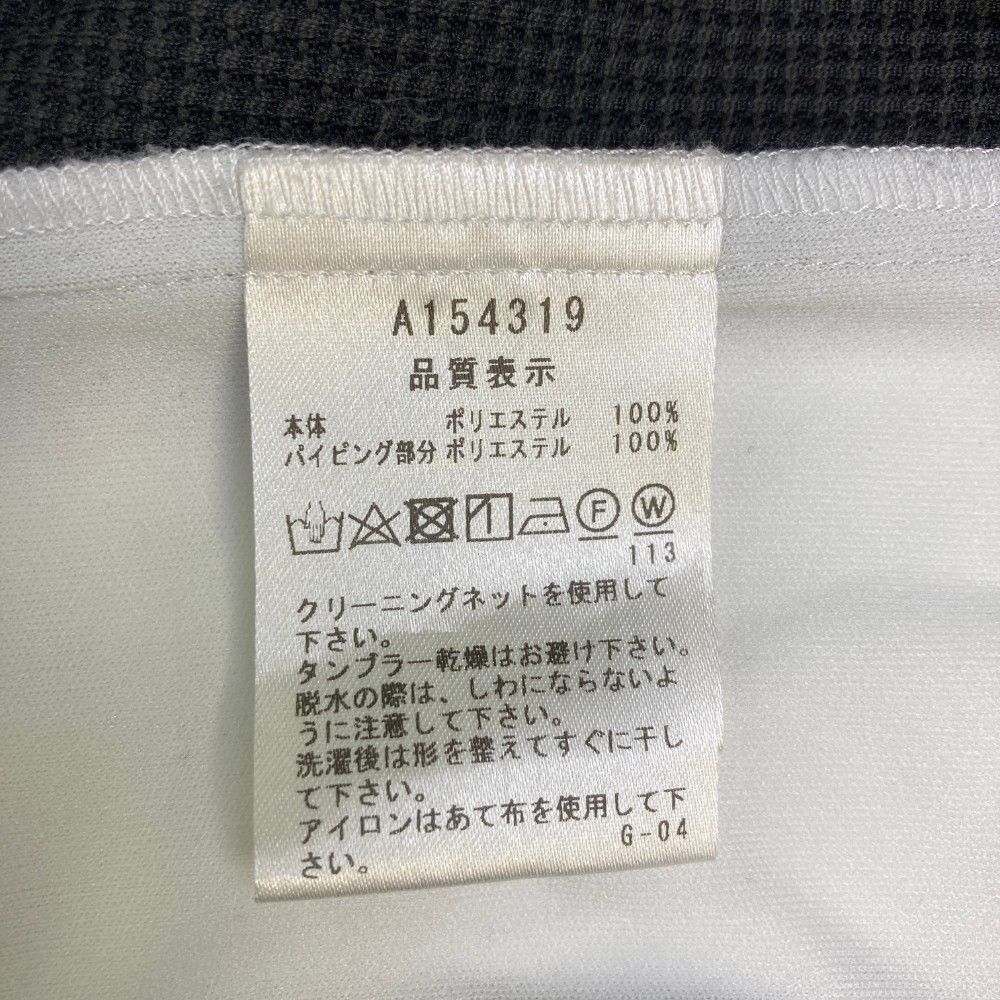 A154319
品質表示
本体 ポリエステル 100%
パイピング部分 ポリエステル 100%
F W
113
クリーニングネットを使用して
下さい。
タンブラー乾燥はお避け下さい。
脱水の際は、しわにならないよ
うに注意して下さい。
洗濯後は形を整えてすぐに干し
て下さい。
アイロンはあて布を使用して下
さい。
G-04